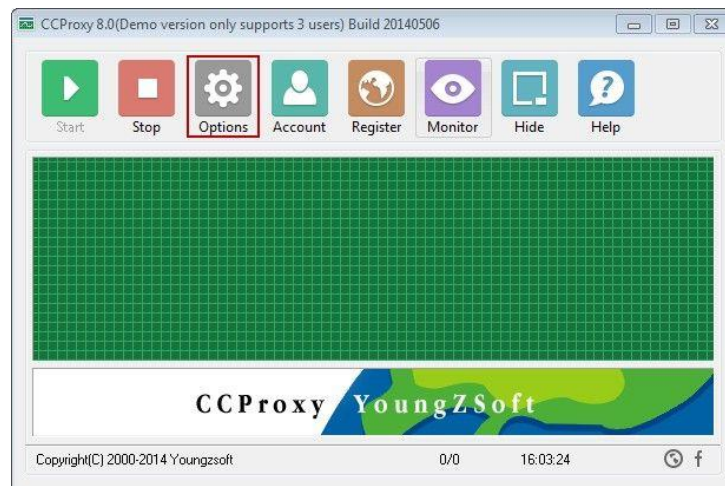 CCProxy 8.0(Demo version only supports 3 users) Build 20140506
Start Stop Options Account Register Monitor Hide Help
CCProxy YoungZSoft
Copyright(C) 2000-2014 Youngzsoft 0/0 16:03:24